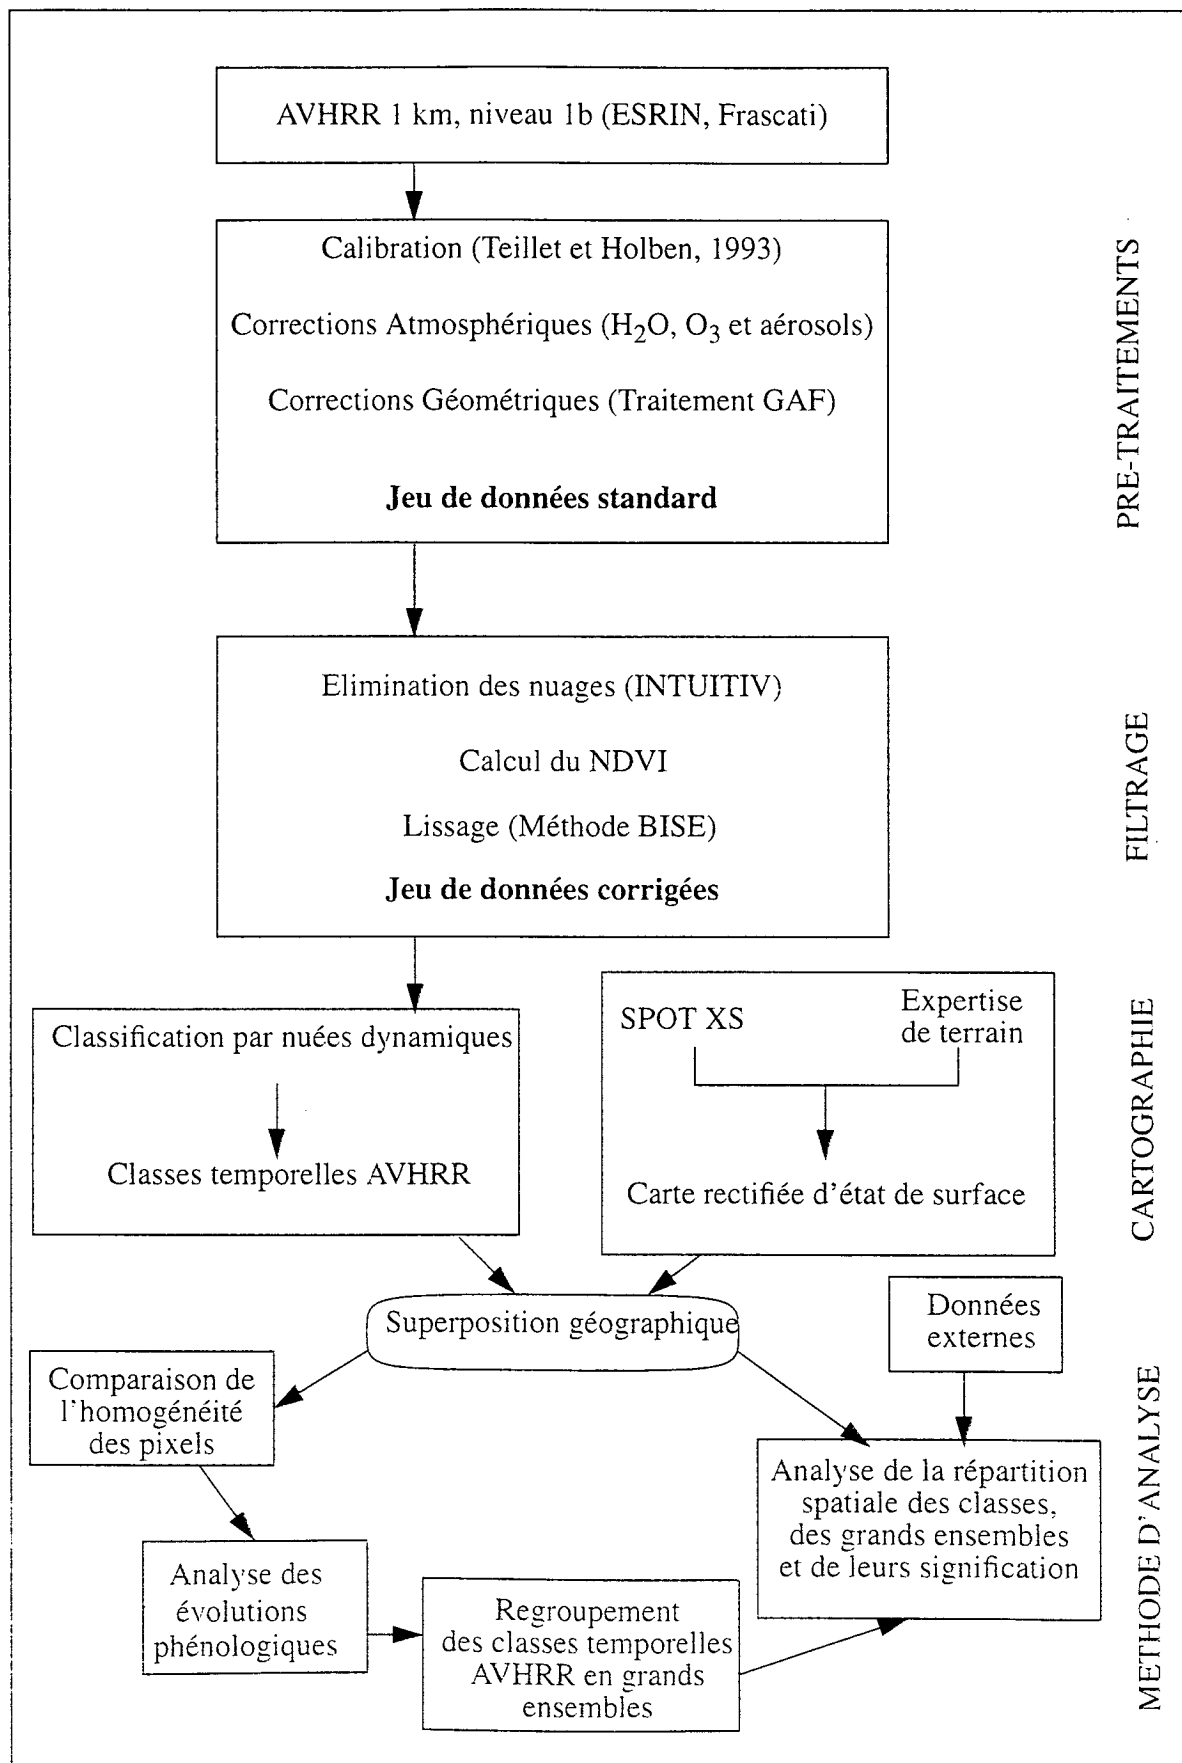 AVHRR 1 km, niveau 1b (ESRIN, Frascati)
Calibration (Teillet et Holben, 1993)
Corrections Atmosphériques (H₂O, O₃ et aérosols)
Corrections Géométriques (Traitement GAF)
Jeu de données standard
PRE-TRAITEMENTS
Elimination des nuages (INTUITIV)
Calcul du NDVI
Lissage (Méthode BISE)
Jeu de données corrigées
FILTRAGE
Classification par nuées dynamiques
Classes temporelles AVHRR
SPOT XS
Expertise
de terrain
Carte rectifiée d'état de surface
CARTOGRAPHIE
Superposition géographique
Données
externes
Comparaison de
l'homogénéité
des pixels
Analyse de la répartition
spatiale des classes,
des grands ensembles
et de leurs signification
Analyse des
évolutions
phénologiques
Regroupement
des classes temporelles
AVHRR en grands
ensembles
METHODE D'ANALYSE